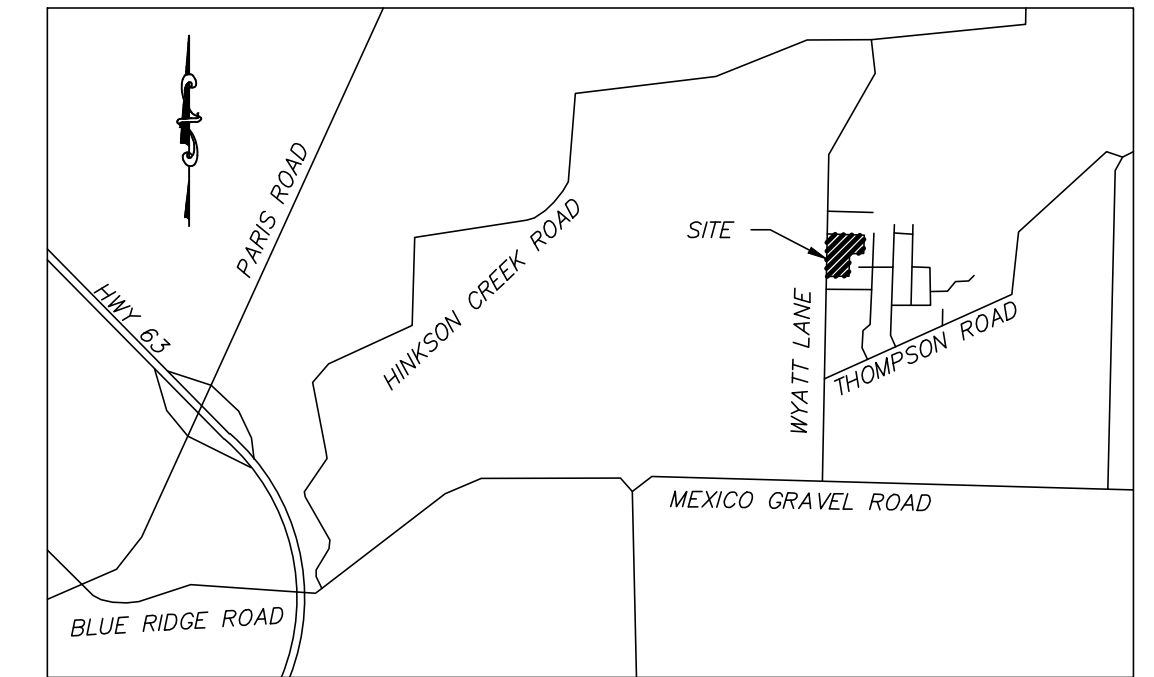 PARIS ROAD
HWY 63
HINKSON CREEK ROAD
SITE
WYATT LANE
THOMPSON ROAD
MEXICO GRAVEL ROAD
BLUE RIDGE ROAD